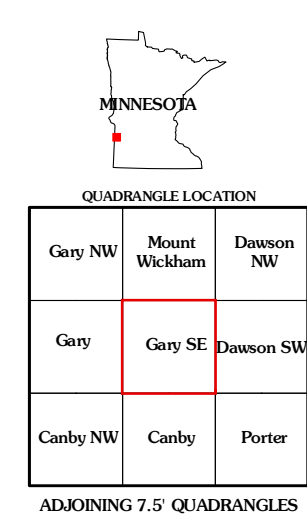 MINNESOTA
QUADRANGLE LOCATION
Gary NW
Mount
Wickham
Dawson
NW
Gary
Gary SE
Dawson SW
Canby NW
Canby
Porter
ADJOINING 7.5' QUADRANGLES